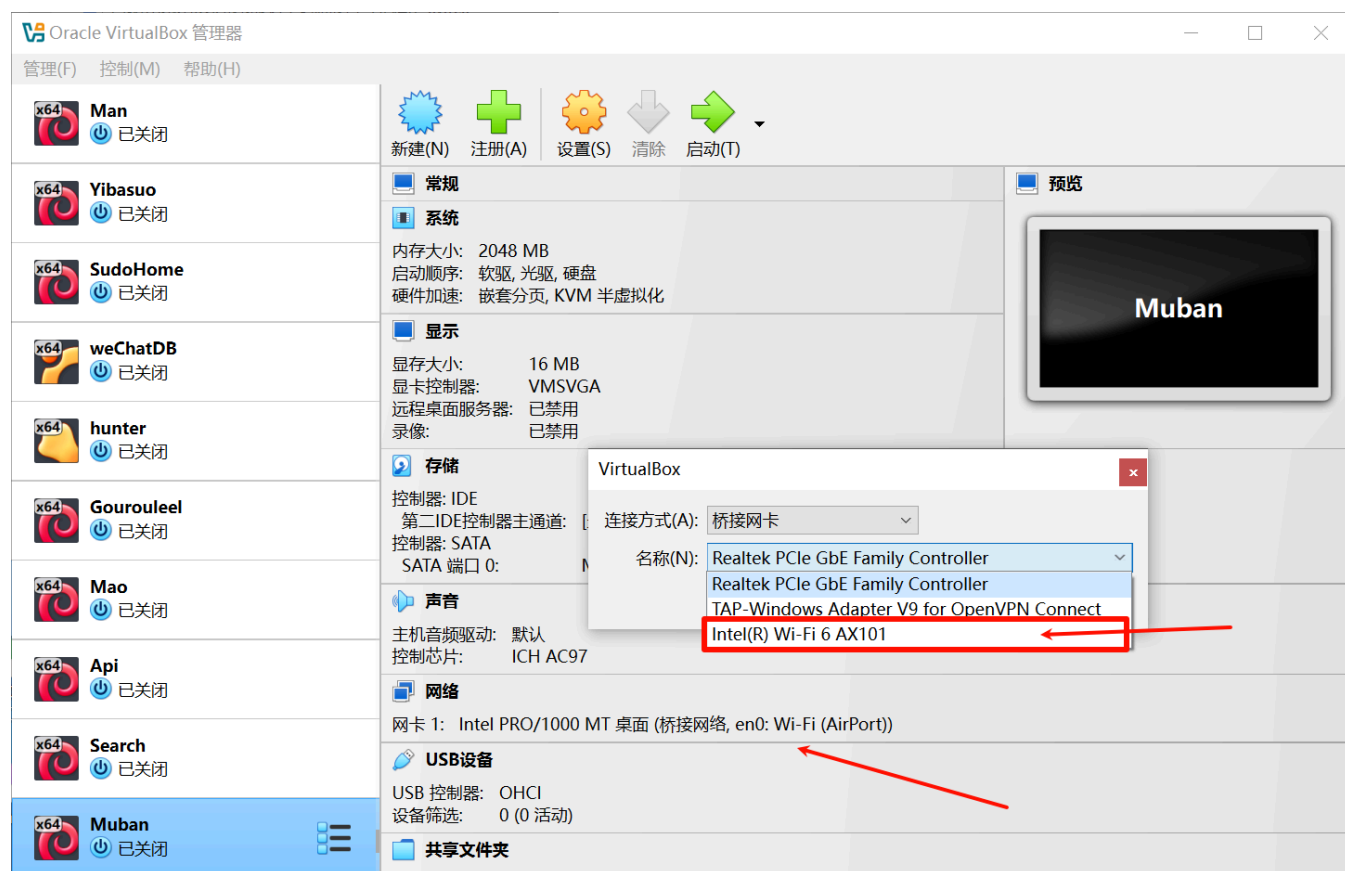 Oracle VirtualBox 管理器
管理(F) 控制(M) 帮助(H)
x64 Man
已关闭
x64 Yibasuo
已关闭
x64 SudoHome
已关闭
x64 weChatDB
已关闭
x64 hunter
已关闭
x64 Gourouleel
已关闭
x64 Mao
已关闭
x64 Api
已关闭
x64 Search
已关闭
x64 Muban
已关闭
新建(N) 注册(A) 设置(S) 清除 启动(T)
常规
系统
内存大小: 2048 MB
启动顺序: 软驱, 光驱, 硬盘
硬件加速: 嵌套分页, KVM 半虚拟化
显示
显存大小: 16 MB
显卡控制器: VMSVGA
远程桌面服务器: 已禁用
录像: 已禁用
存储
控制器: IDE
第二IDE控制器主通道: [
控制器: SATA
SATA 端口 0:
声音
主机音频驱动: 默认
控制芯片: ICH AC97
网络
网卡 1: Intel PRO/1000 MT 桌面 (桥接网络, en0: Wi-Fi (AirPort))
USB设备
USB 控制器: OHCI
设备筛选: 0 (0 活动)
共享文件夹
预览
Muban
VirtualBox
连接方式(A): 桥接网卡
名称(N): Realtek PCIe GbE Family Controller
Realtek PCIe GbE Family Controller
TAP-Windows Adapter V9 for OpenVPN Connect
Intel(R) Wi-Fi 6 AX101